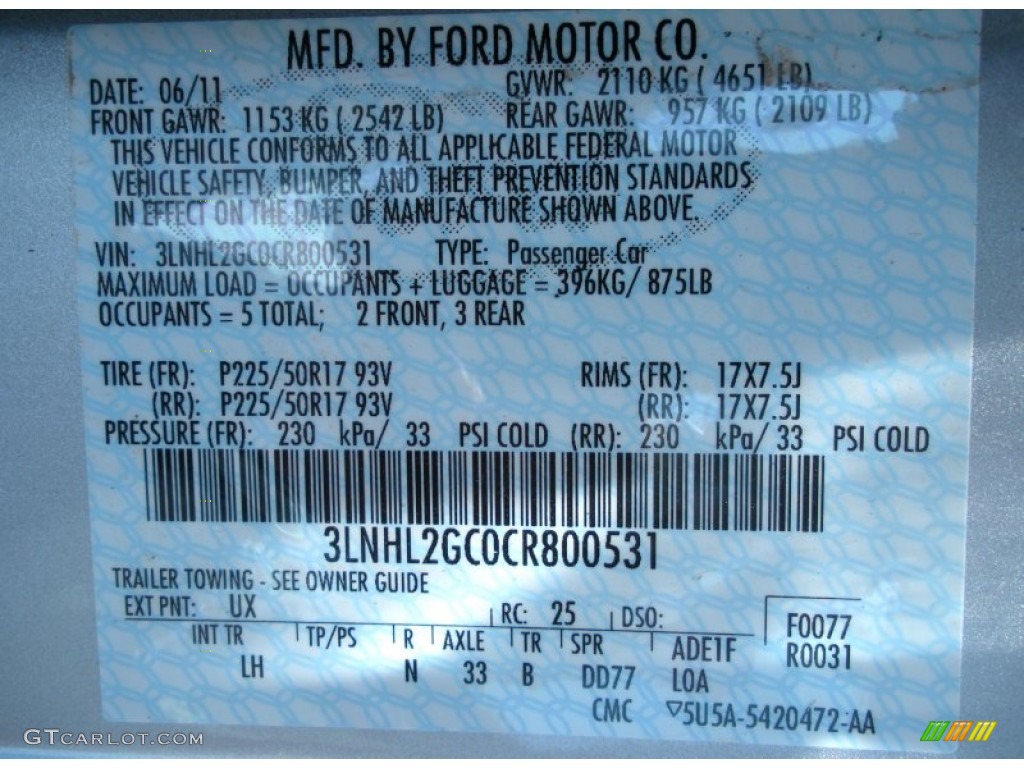 MFD. BY FORD MOTOR CO.
DATE: 06/11 GVWR: 2110 KG ( 4651 LB)
FRONT GAWR: 1153 KG ( 2542 LB) REAR GAWR: 957 KG ( 2109 LB)
THIS VEHICLE CONFORMS TO ALL APPLICABLE FEDERAL MOTOR
VEHICLE SAFETY, BUMPER, AND THEFT PREVENTION STANDARDS
IN EFFECT ON THE DATE OF MANUFACTURE SHOWN ABOVE.
VIN: 3LNHL2GC0CR800531 TYPE: Passenger Car
MAXIMUM LOAD = OCCUPANTS + LUGGAGE = 396KG/ 875LB
OCCUPANTS = 5 TOTAL; 2 FRONT, 3 REAR
TIRE (FR): P225/50R17 93V RIMS (FR): 17X7.5J
(RR): P225/50R17 93V (RR): 17X7.5J
PRESSURE (FR): 230 kPa/ 33 PSI COLD (RR): 230 kPa/ 33 PSI COLD
3LNHL2GC0CR800531
TRAILER TOWING - SEE OWNER GUIDE
EXT PNT: UX RC: 25 DSO: F0077
INT TR TP/PS R AXLE TR SPR ADE1F R0031
LH N 33 B DD77 LOA
CMC ▽5U5A-5420472-AA
GTCARLOT.COM